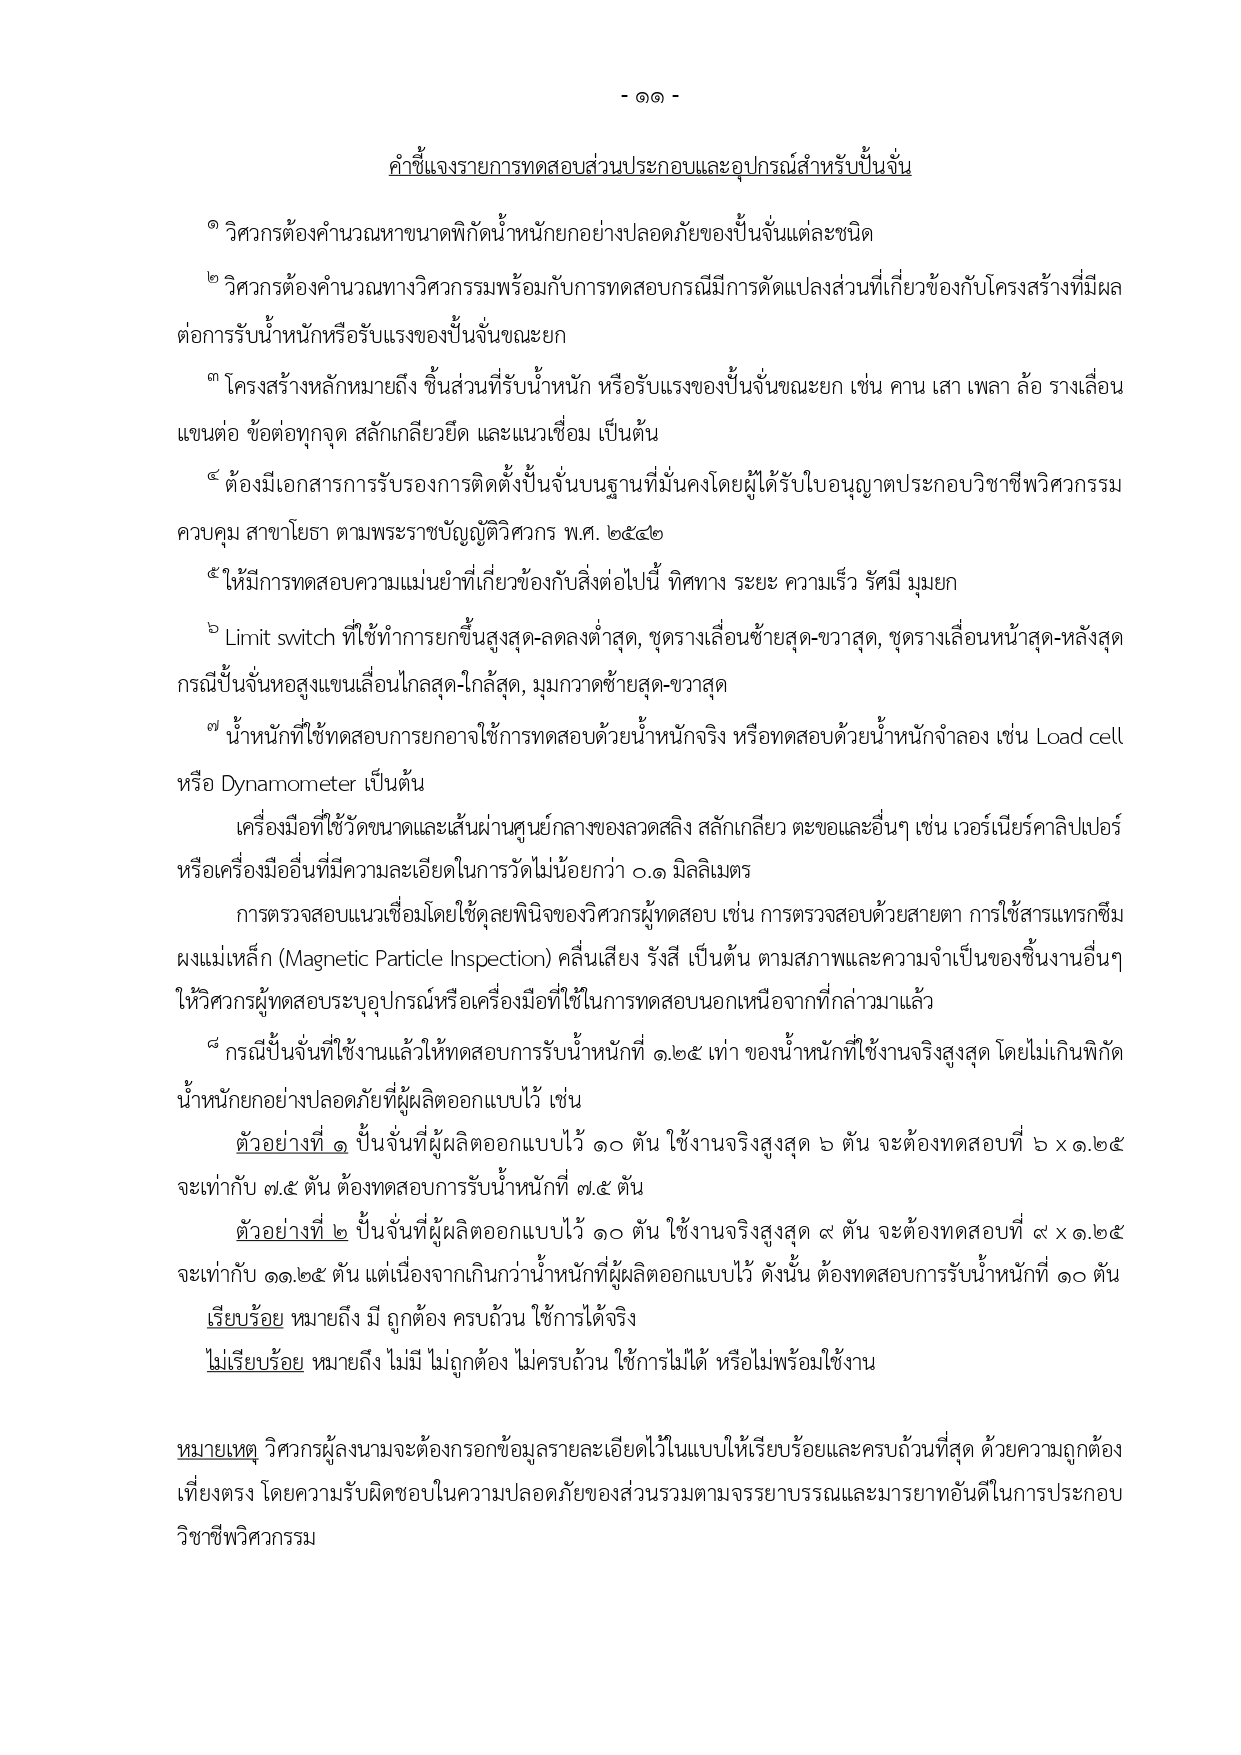 - ๑๑ -
คำชี้แจงรายการทดสอบส่วนประกอบและอุปกรณ์สำหรับปั้นจั่น
๑ วิศวกรต้องคำนวณหาขนาดพิกัดน้ำหนักยกอย่างปลอดภัยของปั้นจั่นแต่ละชนิด
๒ วิศวกรต้องคำนวณทางวิศวกรรมพร้อมกับการทดสอบกรณีมีการดัดแปลงส่วนที่เกี่ยวข้องกับโครงสร้างที่มีผล
ต่อการรับน้ำหนักหรือรับแรงของปั้นจั่นขณะยก
๓ โครงสร้างหลักหมายถึง ชิ้นส่วนที่รับน้ำหนัก หรือรับแรงของปั้นจั่นขณะยก เช่น คาน เสา เพลา ล้อ รางเลื่อน
แขนต่อ ข้อต่อทุกจุด สลักเกลียวยึด และแนวเชื่อม เป็นต้น
๔ ต้องมีเอกสารการรับรองการติดตั้งปั้นจั่นบนฐานที่มั่นคงโดยผู้ได้รับใบอนุญาตประกอบวิชาชีพวิศวกรรม
ควบคุม สาขาโยธา ตามพระราชบัญญัติวิศวกร พ.ศ. ๒๕๔๒
๕ ให้มีการทดสอบความแม่นยำที่เกี่ยวข้องกับสิ่งต่อไปนี้ ทิศทาง ระยะ ความเร็ว รัศมี มุมยก
๖ Limit switch ที่ใช้ทำการยกขึ้นสูงสุด-ลดลงต่ำสุด, ชุดรางเลื่อนซ้ายสุด-ขวาสุด, ชุดรางเลื่อนหน้าสุด-หลังสุด
กรณีปั้นจั่นหอสูงแขนเลื่อนไกลสุด-ใกล้สุด, มุมกวาดซ้ายสุด-ขวาสุด
๗ น้ำหนักที่ใช้ทดสอบการยกอาจใช้การทดสอบด้วยน้ำหนักจริง หรือทดสอบด้วยน้ำหนักจำลอง เช่น Load cell
หรือ Dynamometer เป็นต้น
เครื่องมือที่ใช้วัดขนาดและเส้นผ่านศูนย์กลางของลวดสลิง สลักเกลียว ตะขอและอื่นๆ เช่น เวอร์เนียร์คาลิปเปอร์
หรือเครื่องมืออื่นที่มีความละเอียดในการวัดไม่น้อยกว่า ๐.๑ มิลลิเมตร
การตรวจสอบแนวเชื่อมโดยใช้ดุลยพินิจของวิศวกรผู้ทดสอบ เช่น การตรวจสอบด้วยสายตา การใช้สารแทรกซึม
ผงแม่เหล็ก (Magnetic Particle Inspection) คลื่นเสียง รังสี เป็นต้น ตามสภาพและความจำเป็นของชิ้นงานอื่นๆ
ให้วิศวกรผู้ทดสอบระบุอุปกรณ์หรือเครื่องมือที่ใช้ในการทดสอบนอกเหนือจากที่กล่าวมาแล้ว
๘ กรณีปั้นจั่นที่ใช้งานแล้วให้ทดสอบการรับน้ำหนักที่ ๑.๒๕ เท่า ของน้ำหนักที่ใช้งานจริงสูงสุด โดยไม่เกินพิกัด
น้ำหนักยกอย่างปลอดภัยที่ผู้ผลิตออกแบบไว้ เช่น
ตัวอย่างที่ ๑ ปั้นจั่นที่ผู้ผลิตออกแบบไว้ ๑๐ ตัน ใช้งานจริงสูงสุด ๖ ตัน จะต้องทดสอบที่ ๖ x ๑.๒๕
จะเท่ากับ ๗.๕ ตัน ต้องทดสอบการรับน้ำหนักที่ ๗.๕ ตัน
ตัวอย่างที่ ๒ ปั้นจั่นที่ผู้ผลิตออกแบบไว้ ๑๐ ตัน ใช้งานจริงสูงสุด ๙ ตัน จะต้องทดสอบที่ ๙ x ๑.๒๕
จะเท่ากับ ๑๑.๒๕ ตัน แต่เนื่องจากเกินกว่าน้ำหนักที่ผู้ผลิตออกแบบไว้ ดังนั้น ต้องทดสอบการรับน้ำหนักที่ ๑๐ ตัน
เรียบร้อย หมายถึง มี ถูกต้อง ครบถ้วน ใช้การได้จริง
ไม่เรียบร้อย หมายถึง ไม่มี ไม่ถูกต้อง ไม่ครบถ้วน ใช้การไม่ได้ หรือไม่พร้อมใช้งาน
หมายเหตุ วิศวกรผู้ลงนามจะต้องกรอกข้อมูลรายละเอียดไว้ในแบบให้เรียบร้อยและครบถ้วนที่สุด ด้วยความถูกต้อง
เที่ยงตรง โดยความรับผิดชอบในความปลอดภัยของส่วนรวมตามจรรยาบรรณและมารยาทอันดีในการประกอบ
วิชาชีพวิศวกรรม